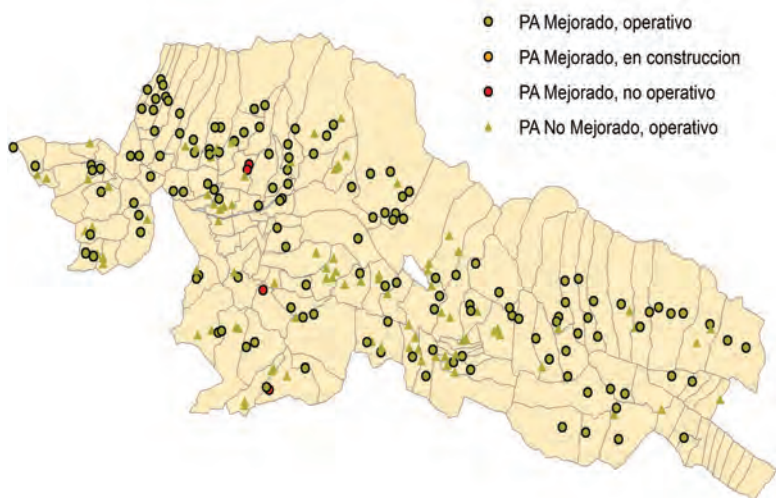 PA Mejorado, operativo
PA Mejorado, en construccion
PA Mejorado, no operativo
PA No Mejorado, operativo